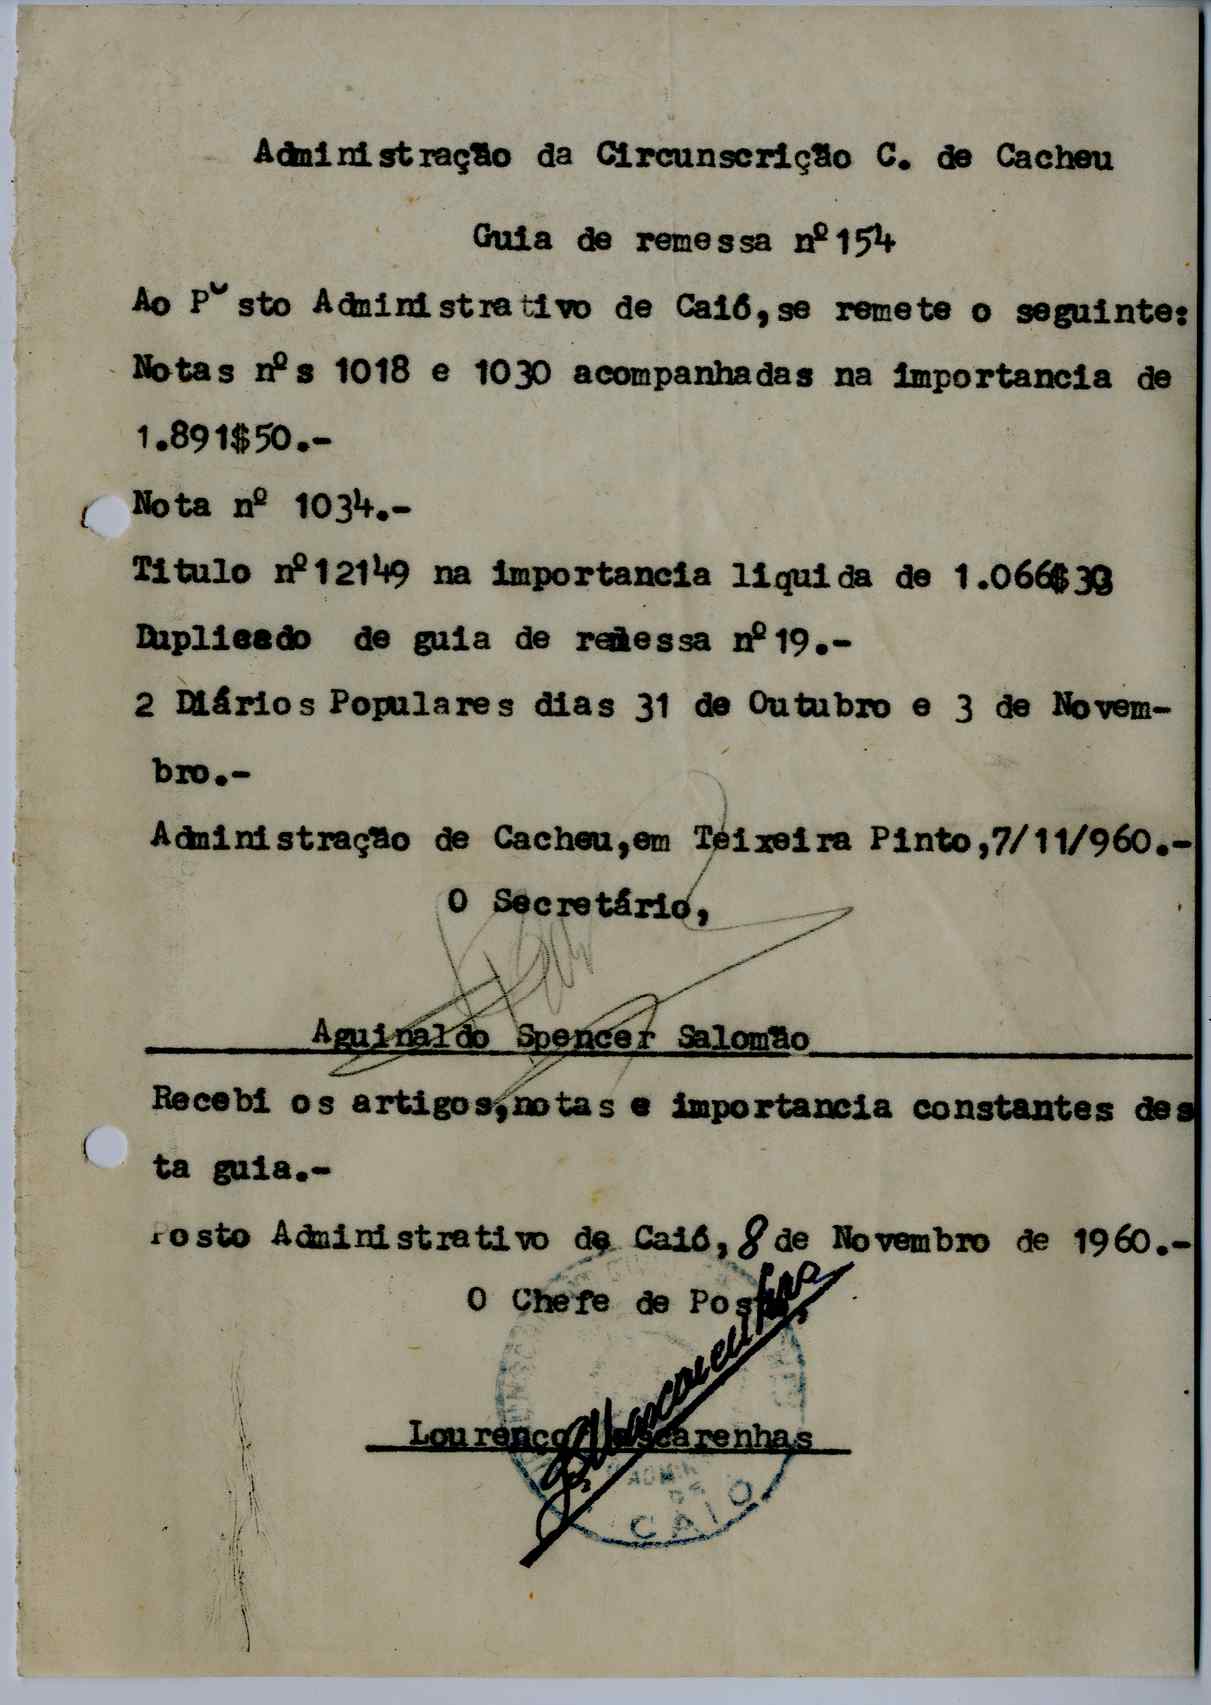 Administração da Circunscrição C. de Cacheu
Guia de remessa nº154
Ao Posto Administrativo de Caió,se remete o seguinte:
Notas nºs 1018 e 1030 acompanhadas na importancia de
1.891$50.-
Nota nº 1034.-
Titulo nº12149 na importancia liquida de
Duplicado de guia de remessa nº19.-
2 Diários Populares dias 31 de Outubro e 3 de Novem-
bro.-
Administração de Cacheu,em Teixeira Pinto,7/11/960.-
O Secretário,
Aguinaldo Spencer Salomão
Recebi os artigos,notas e importancia constantes des
ta guia.-
Posto Administrativo de Caió, 8 de Novembro de 1960.-
O Chefe de Posto,
Lourenço Mascarenhas
DE
CAIO